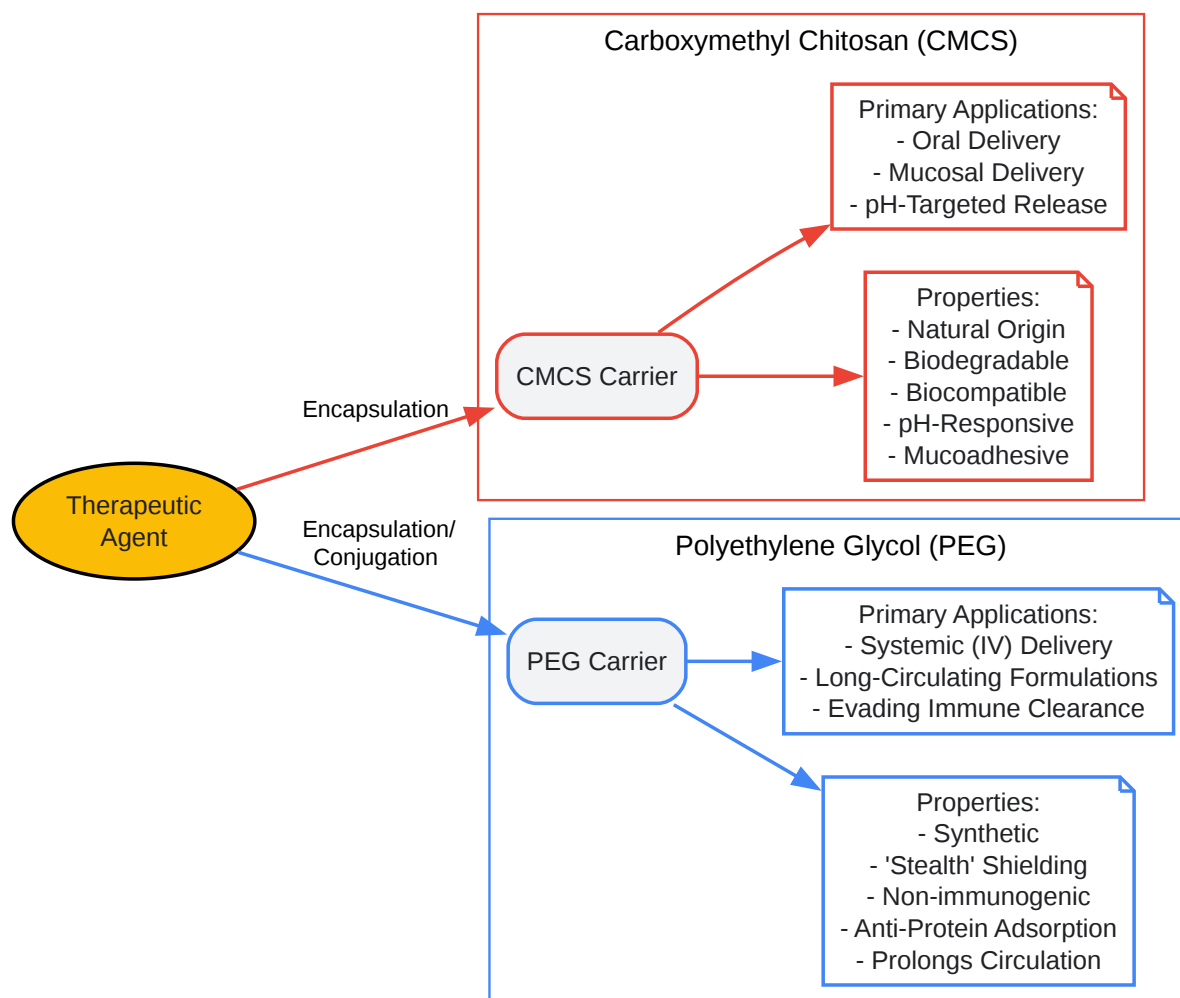 Carboxymethyl Chitosan (CMCS)
Primary Applications:
- Oral Delivery
- Mucosal Delivery
- pH-Targeted Release
Properties:
- Natural Origin
- Biodegradable
- Biocompatible
- pH-Responsive
- Mucoadhesive
CMCS Carrier
Encapsulation
Therapeutic
Agent
Encapsulation/
Conjugation
Polyethylene Glycol (PEG)
Primary Applications:
- Systemic (IV) Delivery
- Long-Circulating Formulations
- Evading Immune Clearance
PEG Carrier
Properties:
- Synthetic
- 'Stealth' Shielding
- Non-immunogenic
- Anti-Protein Adsorption
- Prolongs Circulation